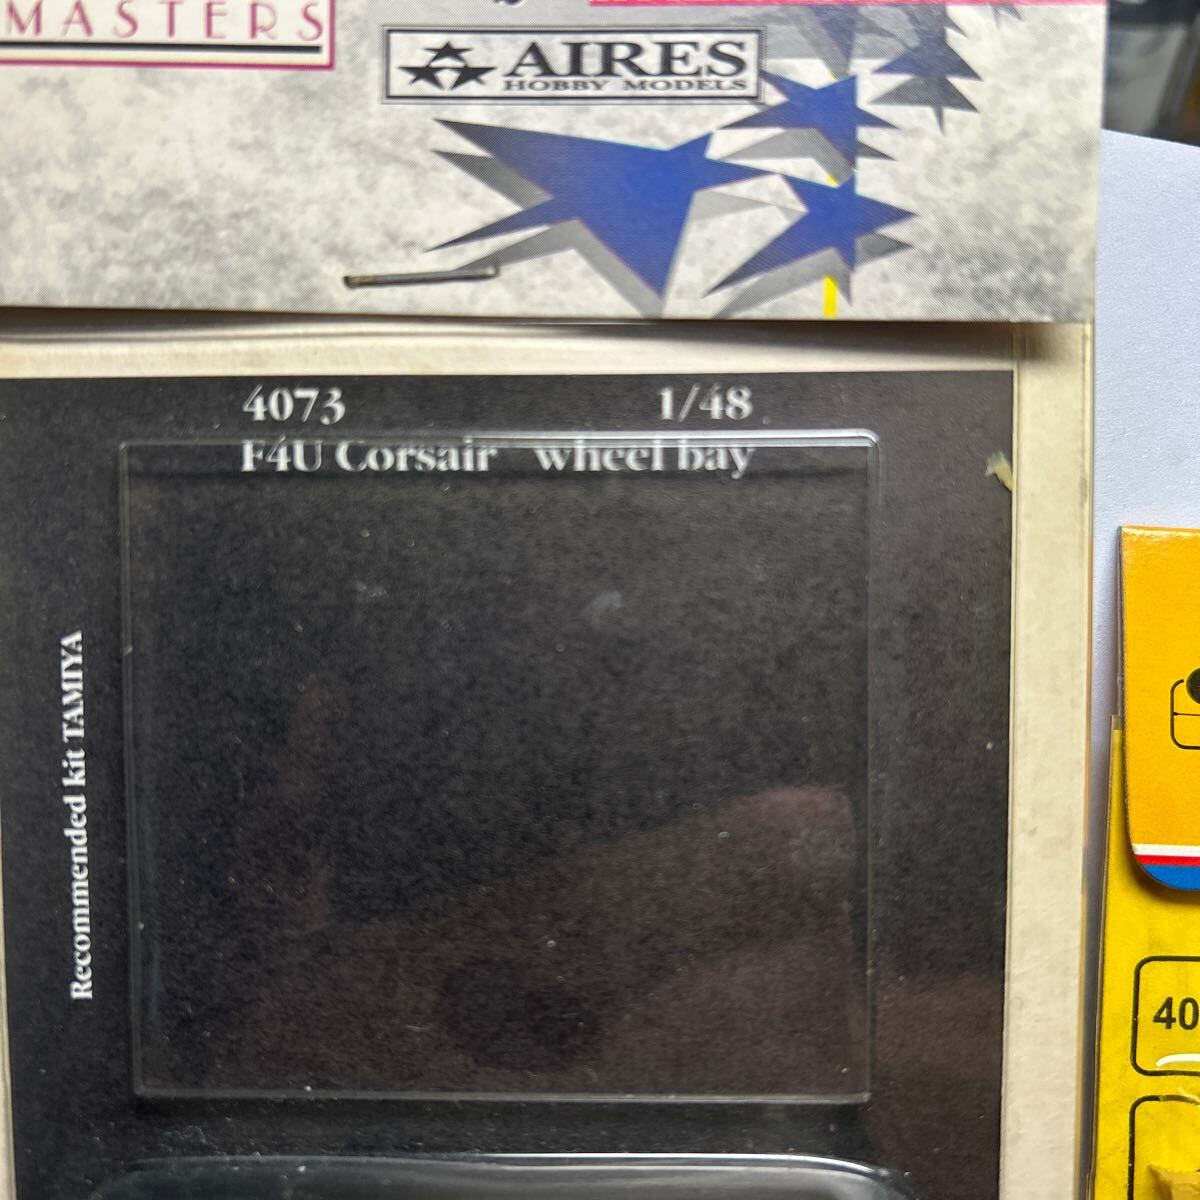 MASTERS
AIRES
HOBBY MODELS
4073 1/48
F4U Corsair wheel bay
Recommended kit TAMIYA
40